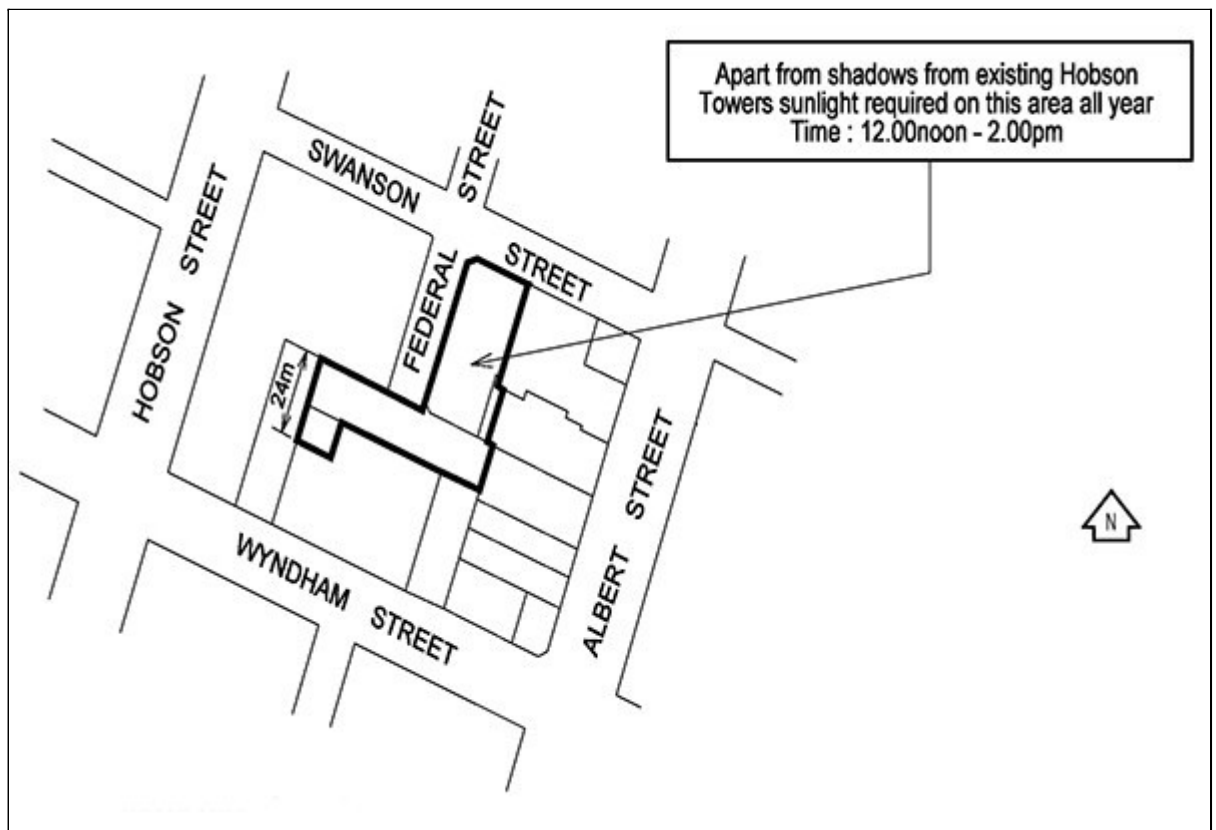 Apart from shadows from existing Hobson
Towers sunlight required on this area all year
Time : 12.00noon - 2.00pm
SWANSON
STREET
STREET
FEDERAL
HOBSON STREET
24m
WYNDHAM STREET
ALBERT STREET
N